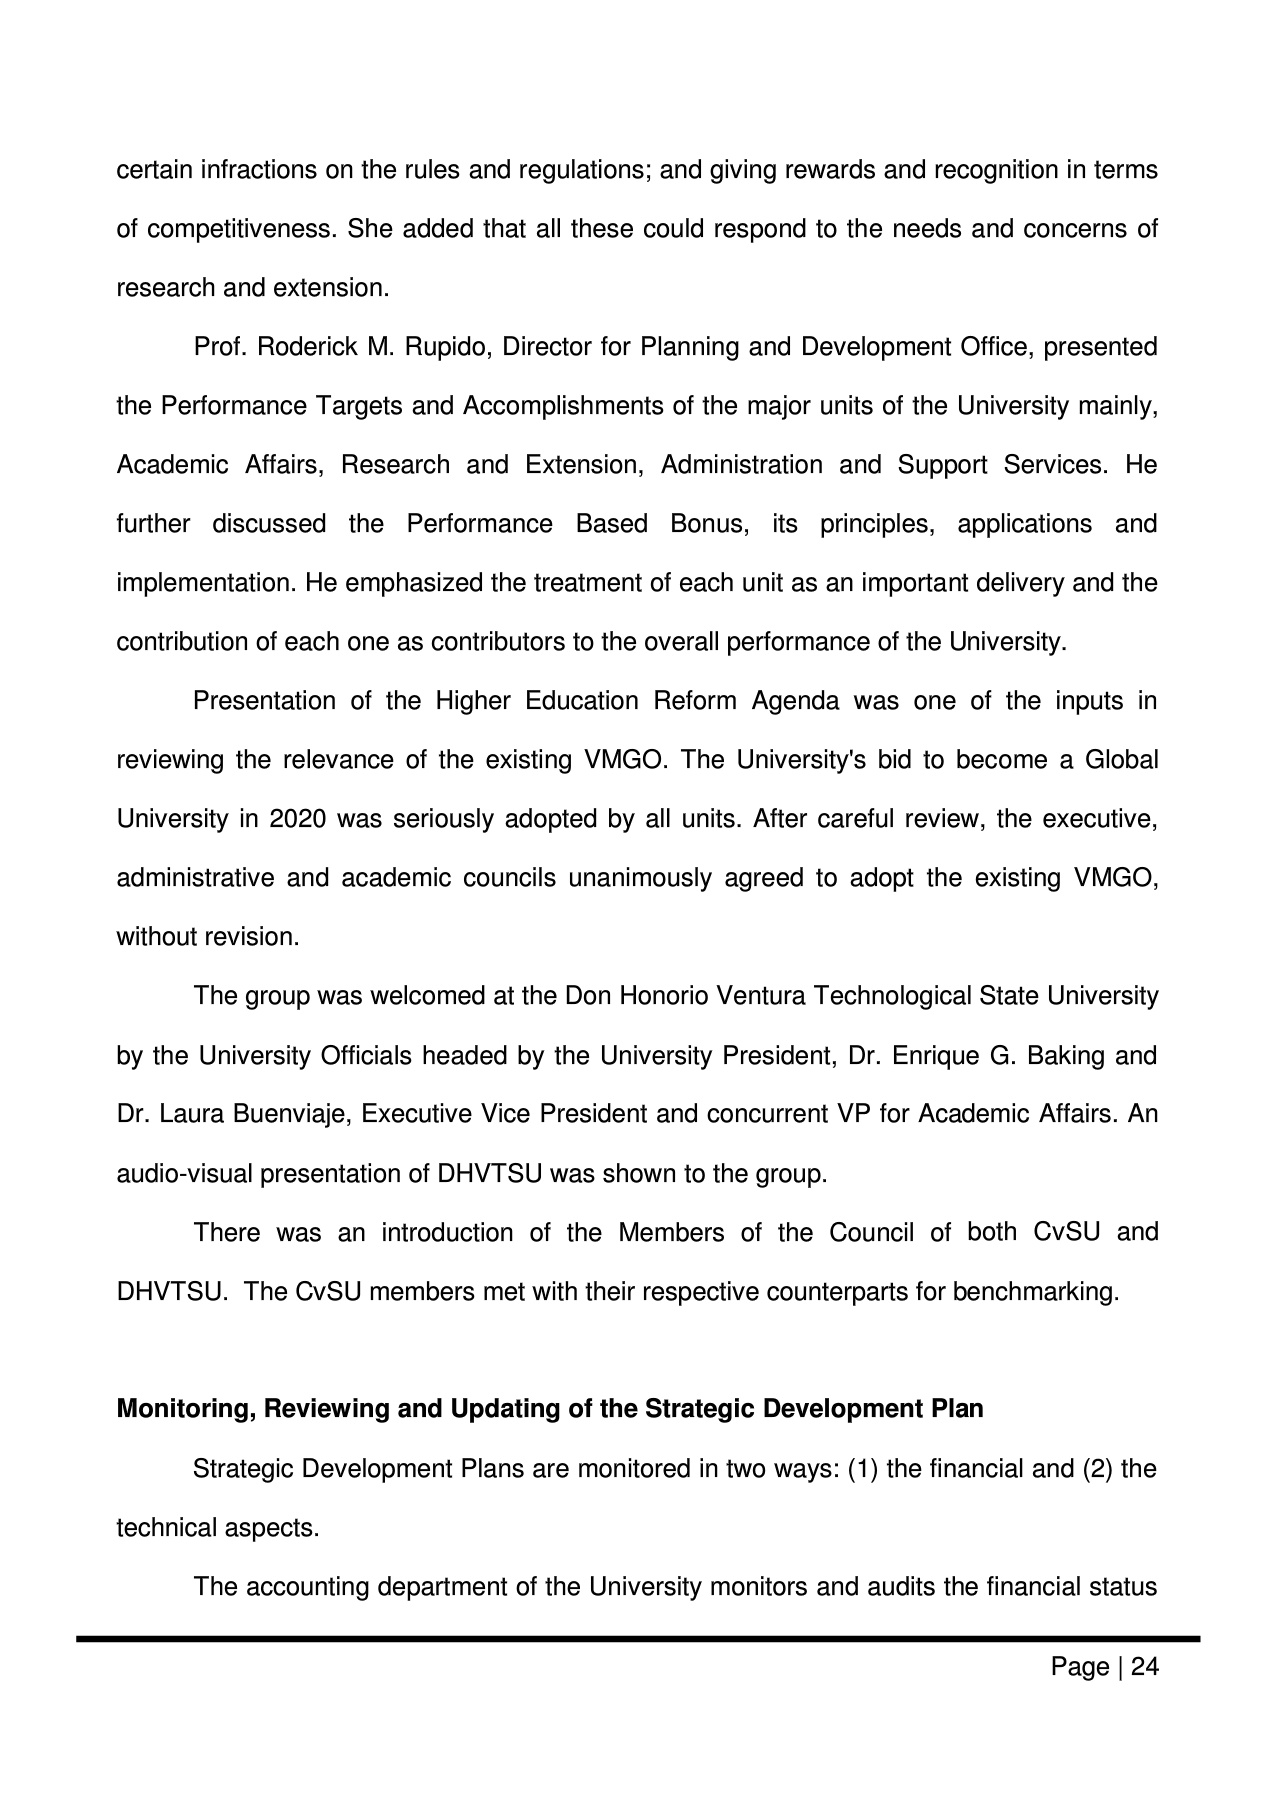 certain infractions on the rules and regulations; and giving rewards and recognition in terms
of competitiveness. She added that all these could respond to the needs and concerns of
research and extension.
Prof. Roderick M. Rupido, Director for Planning and Development Office, presented
the Performance Targets and Accomplishments of the major units of the University mainly,
Academic Affairs, Research and Extension, Administration and Support Services. He
further discussed the Performance Based Bonus, its principles, applications and
implementation. He emphasized the treatment of each unit as an important delivery and the
contribution of each one as contributors to the overall performance of the University.
Presentation of the Higher Education Reform Agenda was one of the inputs in
reviewing the relevance of the existing VMGO. The University's bid to become a Global
University in 2020 was seriously adopted by all units. After careful review, the executive,
administrative and academic councils unanimously agreed to adopt the existing VMGO,
without revision.
The group was welcomed at the Don Honorio Ventura Technological State University
by the University Officials headed by the University President, Dr. Enrique G. Baking and
Dr. Laura Buenviaje, Executive Vice President and concurrent VP for Academic Affairs. An
audio-visual presentation of DHVTSU was shown to the group.
There was an introduction of the Members of the Council of both CvSU and
DHVTSU.  The CvSU members met with their respective counterparts for benchmarking.
Monitoring, Reviewing and Updating of the Strategic Development Plan
Strategic Development Plans are monitored in two ways: (1) the financial and (2) the
technical aspects.
The accounting department of the University monitors and audits the financial status
Page | 24